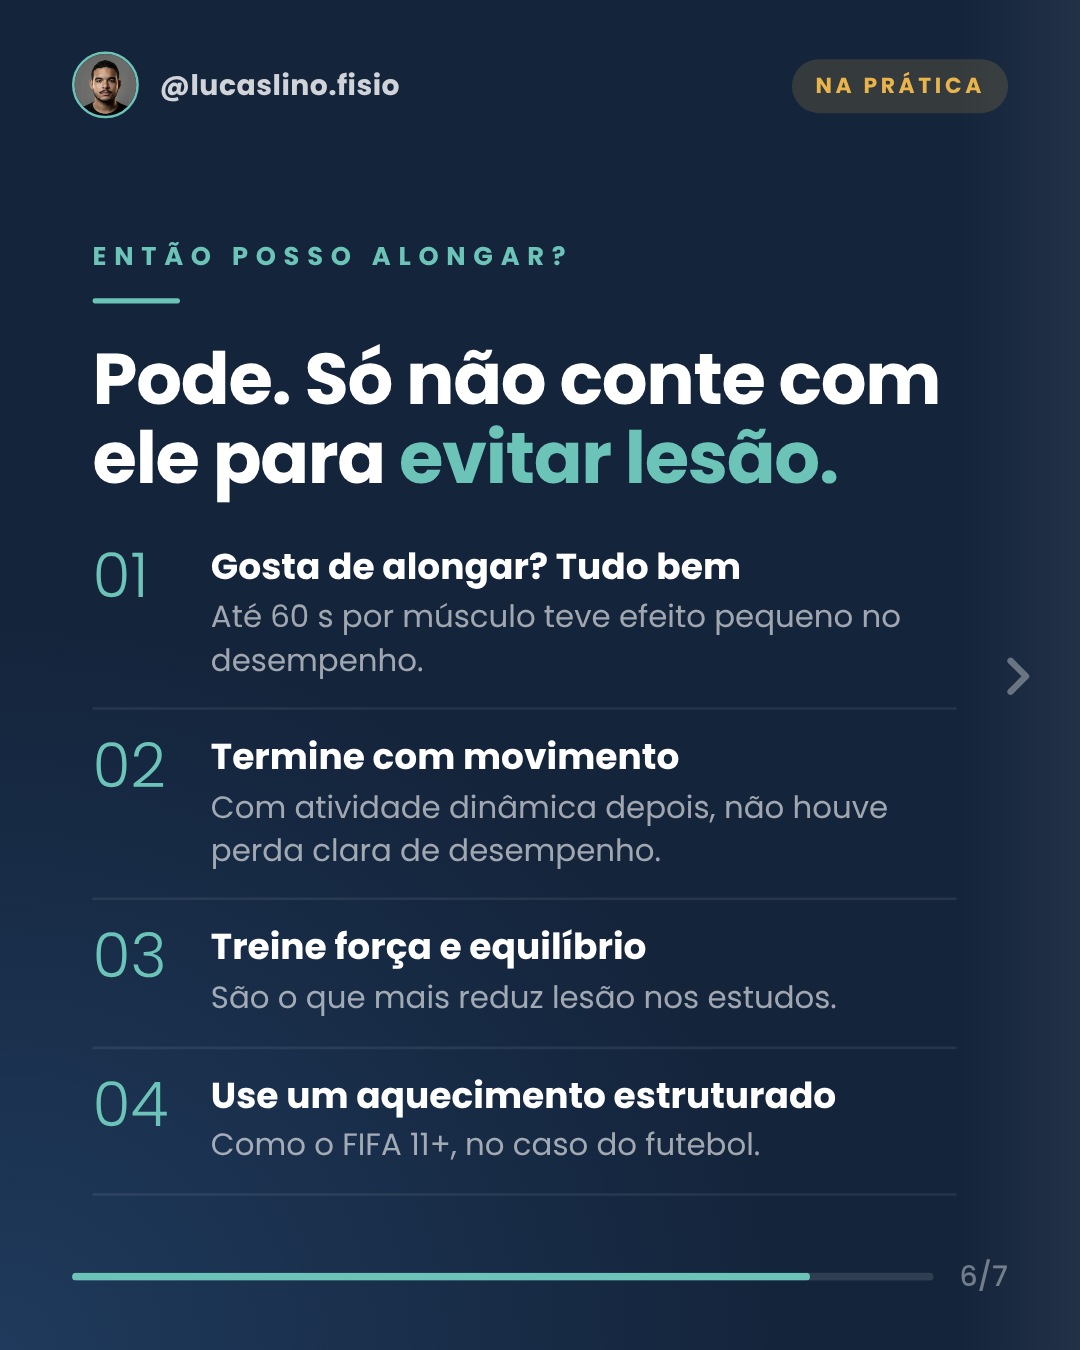 @lucaslino.fisio
NA PRÁTICA
ENTÃO POSSO ALONGAR?
Pode. Só não conte com
ele para evitar lesão.
01
Gosta de alongar? Tudo bem
Até 60 s por músculo teve efeito pequeno no
desempenho.
02
Termine com movimento
Com atividade dinâmica depois, não houve
perda clara de desempenho.
03
Treine força e equilíbrio
São o que mais reduz lesão nos estudos.
04
Use um aquecimento estruturado
Como o FIFA 11+, no caso do futebol.
6/7